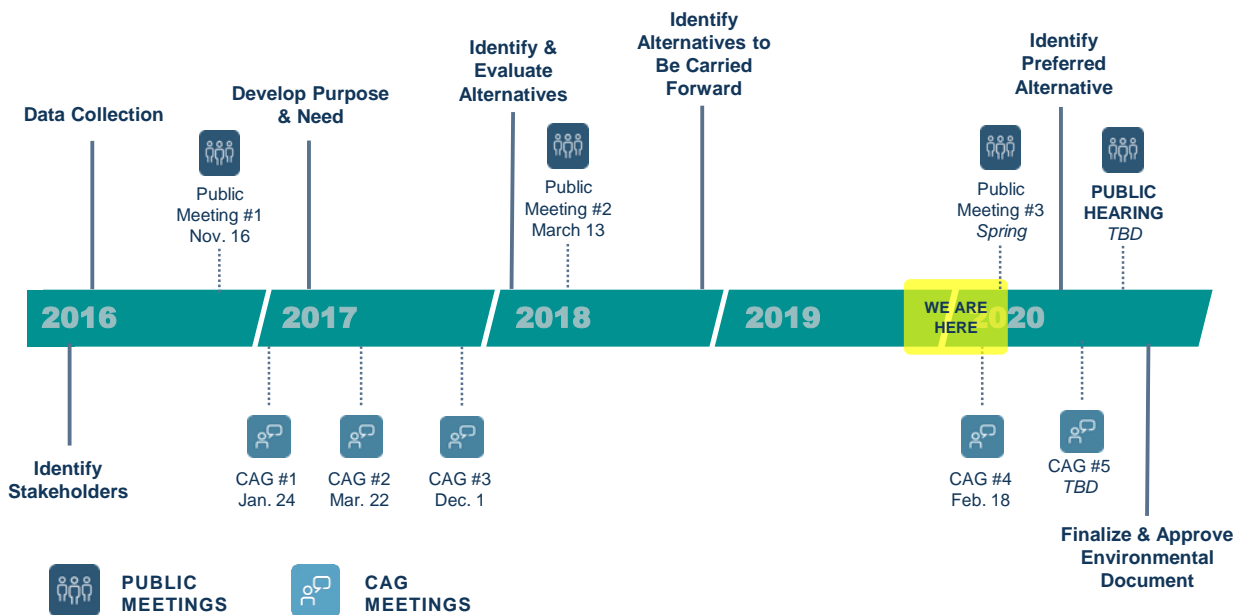 Data Collection
Public
Meeting #1
Nov. 16
Develop Purpose
& Need
Identify &
Evaluate
Alternatives
Public
Meeting #2
March 13
Identify
Alternatives to
Be Carried
Forward
Public
Meeting #3
Spring
Identify
Preferred
Alternative
PUBLIC
HEARING
TBD
2016
2017
2018
2019
WE ARE
HERE
2020
Identify
Stakeholders
CAG #1
Jan. 24
CAG #2
Mar. 22
CAG #3
Dec. 1
CAG #4
Feb. 18
CAG #5
TBD
Finalize & Approve
Environmental
Document
PUBLIC
MEETINGS
CAG
MEETINGS